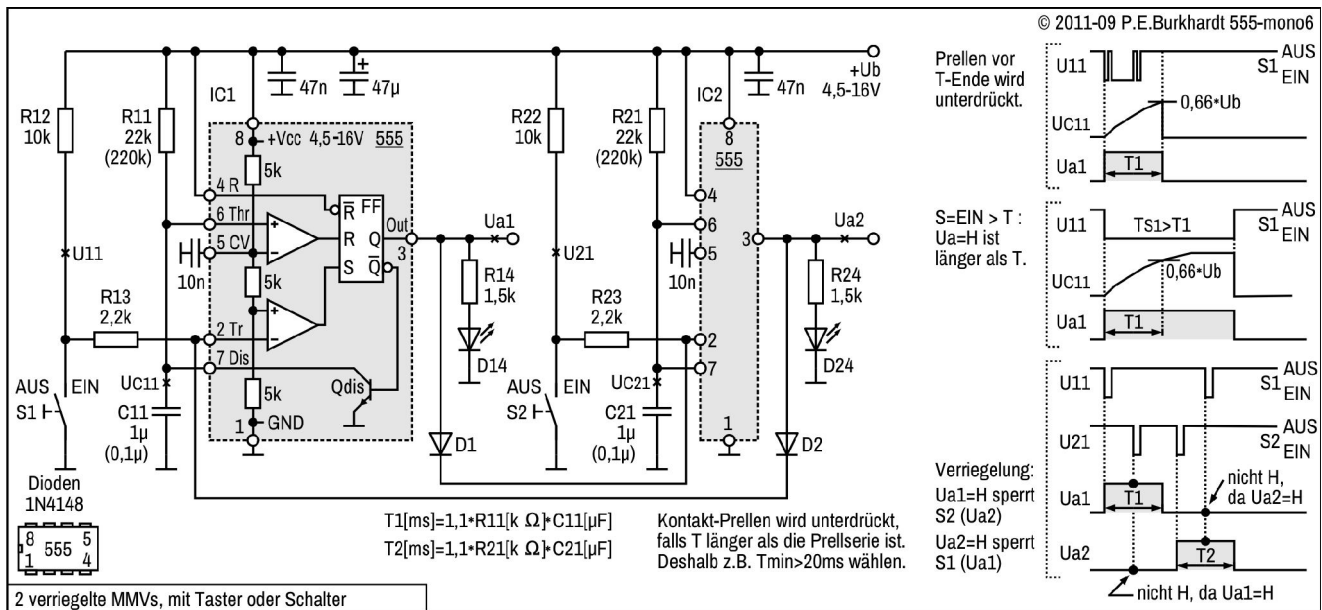 © 2011-09 P.E.Burkhardt 555-mono6
+Ub
4,5-16V
47n
47µ
47n
R12
10k
R11
22k
(220k)
IC1
8
+Vcc 4,5-16V 555
5k
4 R
6 Thr
5 CV
10n
5k
2 Tr
7 Dis
5k
1
GND
R̅ F̅F̅
R Q
S Q̅
Out
3
Qdis
U11
R13
2,2k
AUS EIN
S1
UC11
C11
1µ
(0,1µ)
Ua1
R14
1,5k
D14
D1
R22
10k
R21
22k
(220k)
IC2
8
555
4
6
5
10n
2
7
1
3
U21
R23
2,2k
AUS EIN
S2
UC21
C21
1µ
(0,1µ)
Ua2
R24
1,5k
D24
D2
Dioden
1N4148
8 5
555
1 4
T1[ms]=1,1*R11[k Ω]*C11[µF]
T2[ms]=1,1*R21[k Ω]*C21[µF]
Kontakt-Prellen wird unterdrückt,
falls T länger als die Prellserie ist.
Deshalb z.B. Tmin>20ms wählen.
2 verriegelte MMVs, mit Taster oder Schalter
Prellen vor
T-Ende wird
unterdrückt.
U11
S1 AUS
EIN
UC11
0,66*Ub
Ua1
T1
S=EIN > T :
Ua=H ist
länger als T.
U11
TS1>T1
S1 AUS
EIN
UC11
0,66*Ub
Ua1
T1
U11
S1 AUS
EIN
U21
S2 AUS
EIN
Verriegelung:
Ua1=H sperrt
S2 (Ua2)
Ua2=H sperrt
S1 (Ua1)
Ua1
T1
nicht H,
da Ua2=H
Ua2
T2
nicht H, da Ua1=H